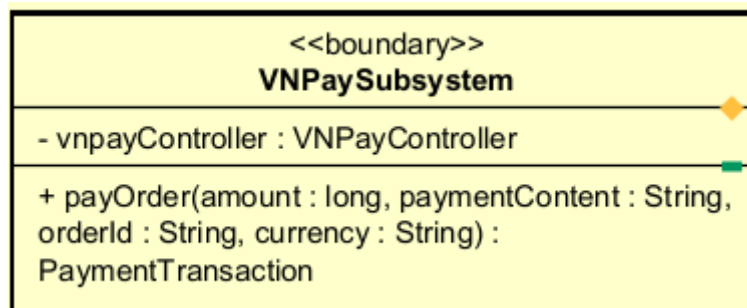 <<boundary>>
VNPaySubsystem
- vnpayController : VNPayController
+ payOrder(amount : long, paymentContent : String,
orderId : String, currency : String) :
PaymentTransaction